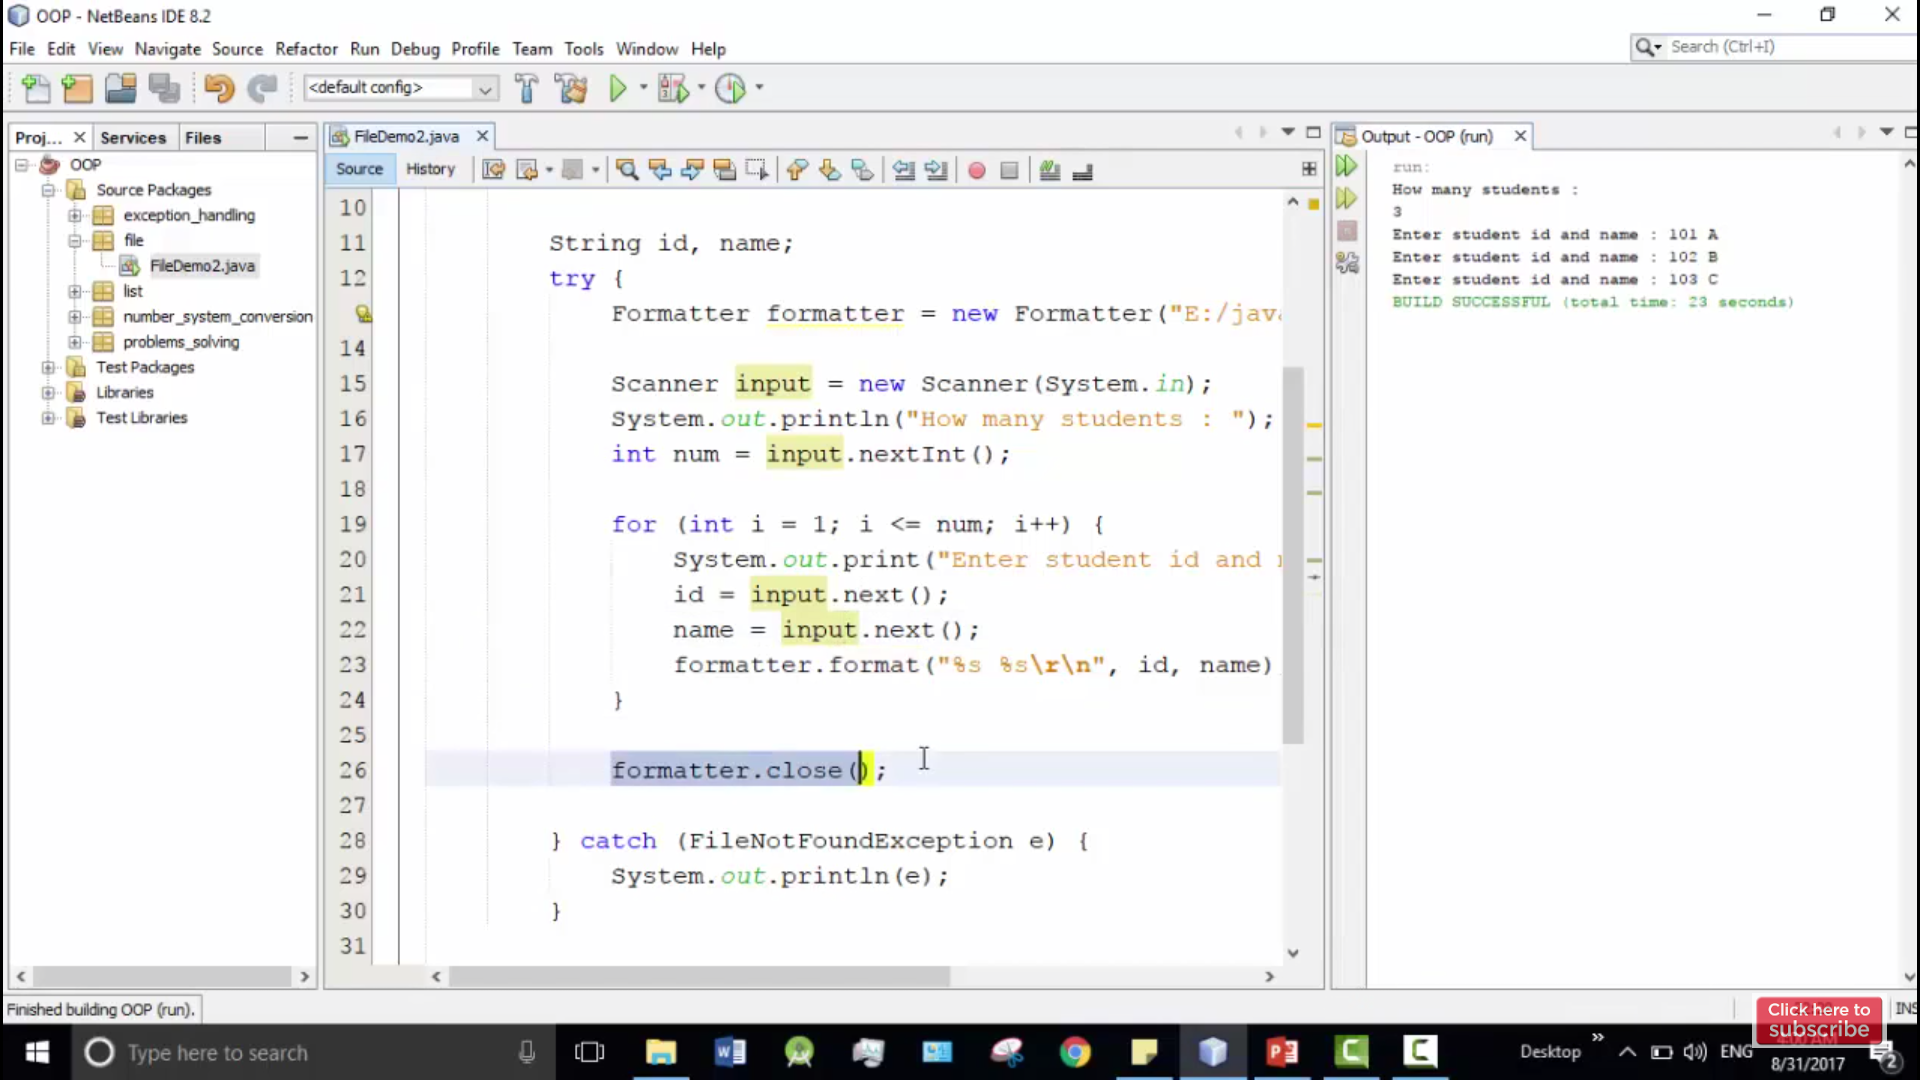 OOP - NetBeans IDE 8.2
File Edit View Navigate Source Refactor Run Debug Profile Team Tools Window Help
Search (Ctrl+I)
<default config>
Proj... Services Files
FileDemo2.java
Output - OOP (run)
Source History
OOP
Source Packages
exception_handling
file
FileDemo2.java
list
number_system_conversion
problems_solving
Test Packages
Libraries
Test Libraries
10
11 String id, name;
12 try {
Formatter formatter = new Formatter("E:/java
14
15 Scanner input = new Scanner(System.in);
16 System.out.println("How many students : ");
17 int num = input.nextInt();
18
19 for (int i = 1; i <= num; i++) {
20 System.out.print("Enter student id and
21 id = input.next();
22 name = input.next();
23 formatter.format("%s %s\r\n", id, name)
24 }
25
26 formatter.close();
27
28 } catch (FileNotFoundException e) {
29 System.out.println(e);
30 }
31
run:
How many students :
3
Enter student id and name : 101 A
Enter student id and name : 102 B
Enter student id and name : 103 C
BUILD SUCCESSFUL (total time: 23 seconds)
Finished building OOP (run).
INS
Click here to
subscribe
Type here to search
Desktop
ENG
8/31/2017
2